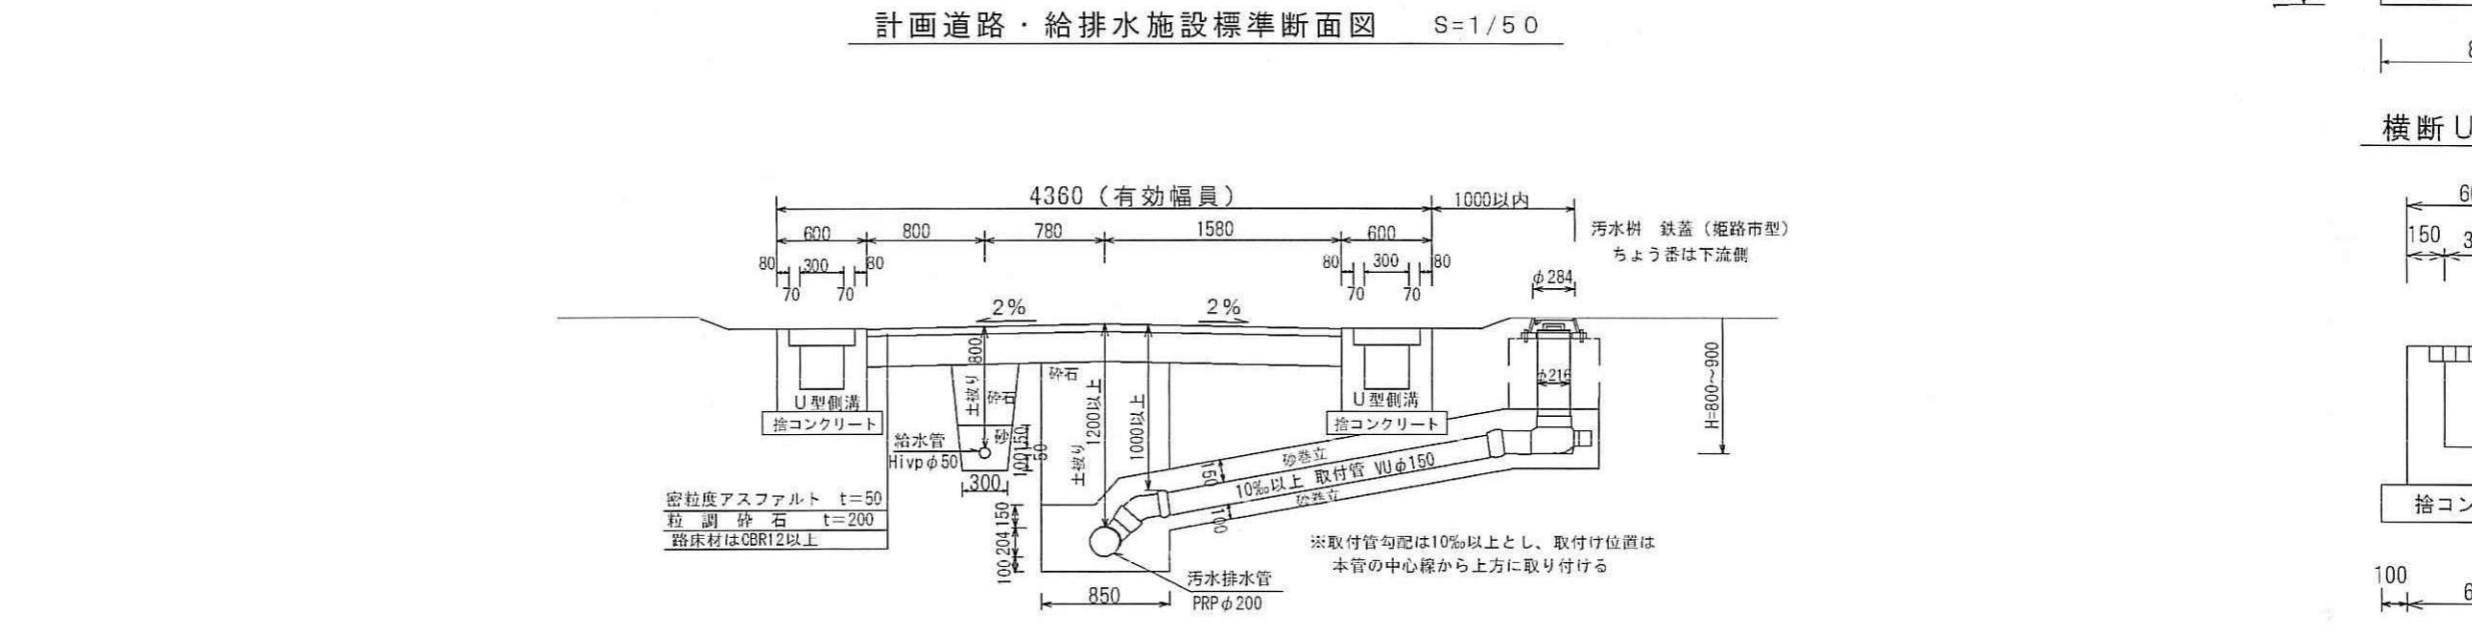 計画道路・給排水施設標準断面図 S=1/50
横断U
4360(有効幅員)
1000以内
600
800
780
1580
600
80
300
80
70
70
80
300
80
70
70
汚水桝 鉄蓋(姫路市型)
ちょう番は下流側
φ284
2%
2%
土被り 800
砕石
砕石
砂
土被り 1200以上
1000以上
φ216
H=800~900
U型側溝
捨コンクリート
U型側溝
捨コンクリート
給水管
Hivpφ50
150
50
100
300
150
砂巻立
10‰以上 取付管 VUφ150
砂巻立
100
密粒度アスファルト t=50
粒調砕石 t=200
路床材はCBR12以上
150
204
100
850
汚水排水管
PRPφ200
※取付管勾配は10‰以上とし、取付け位置は
本管の中心線から上方に取り付ける
150
捨コン
100